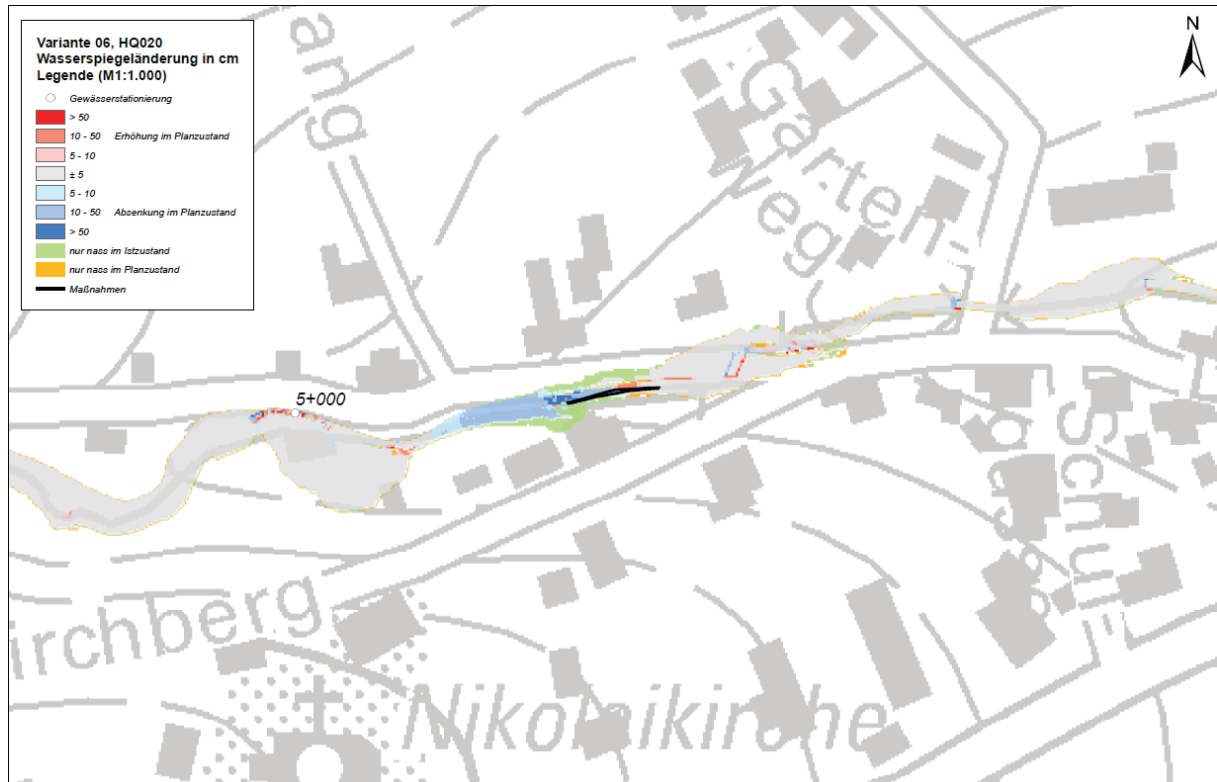 Variante 06, HQ020
Wasserspiegeländerung in cm
Legende (M1:1.000)
Gewässerstationierung
> 50
10 - 50 Erhöhung im Planzustand
5 - 10
± 5
5 - 10
10 - 50 Absenkung im Planzustand
> 50
nur nass im Istzustand
nur nass im Planzustand
Maßnahmen
N
ang
Garten-
weg
5+000
Schul
gasse
irchberg
Nikolaikirche